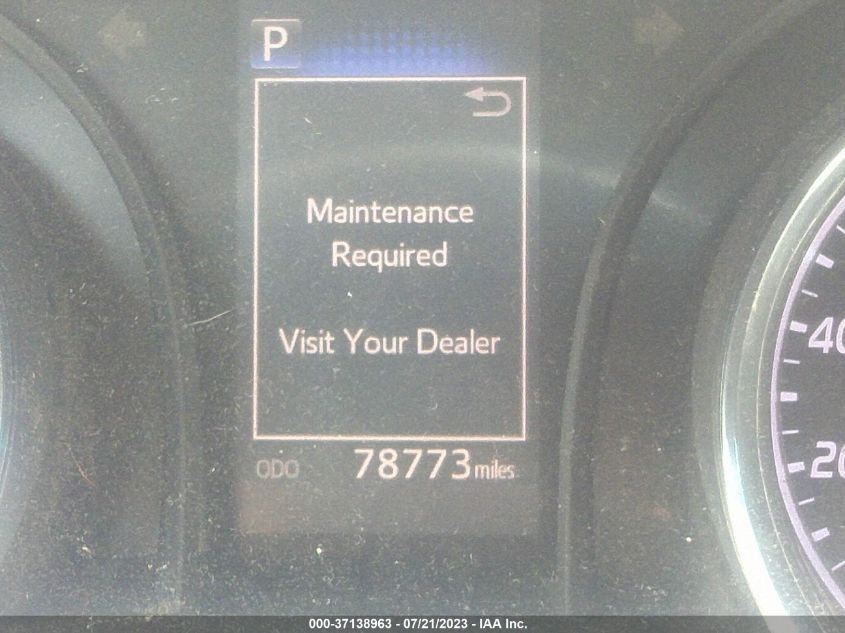 P
Maintenance
Required
Visit Your Dealer
ODO 78773 miles
40
20
000-37138963 - 07/21/2023 - IAA Inc.